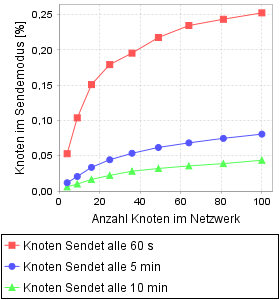 Knoten im Sendemodus [%]
0,25
0,20
0,15
0,10
0,05
0,00
0 20 40 60 80 100
Anzahl Knoten im Netzwerk
Knoten Sendet alle 60 s
Knoten Sendet alle 5 min
Knoten Sendet alle 10 min